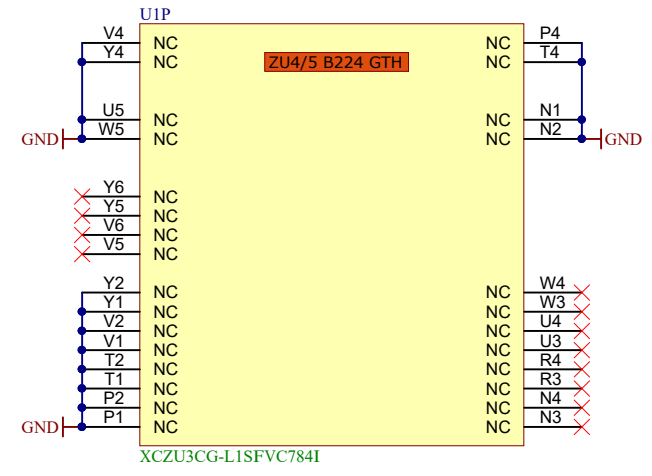 U1P
V4 NC NC P4
Y4 NC ZU4/5 B224 GTH NC T4
U5 NC NC N1
GND W5 NC NC N2 GND
Y6 NC
Y5 NC
V6 NC
V5 NC
Y2 NC NC W4
Y1 NC NC W3
V2 NC NC U4
V1 NC NC U3
T2 NC NC R4
T1 NC NC R3
P2 NC NC N4
GND P1 NC NC N3
XCZU3CG-L1SFVC784I